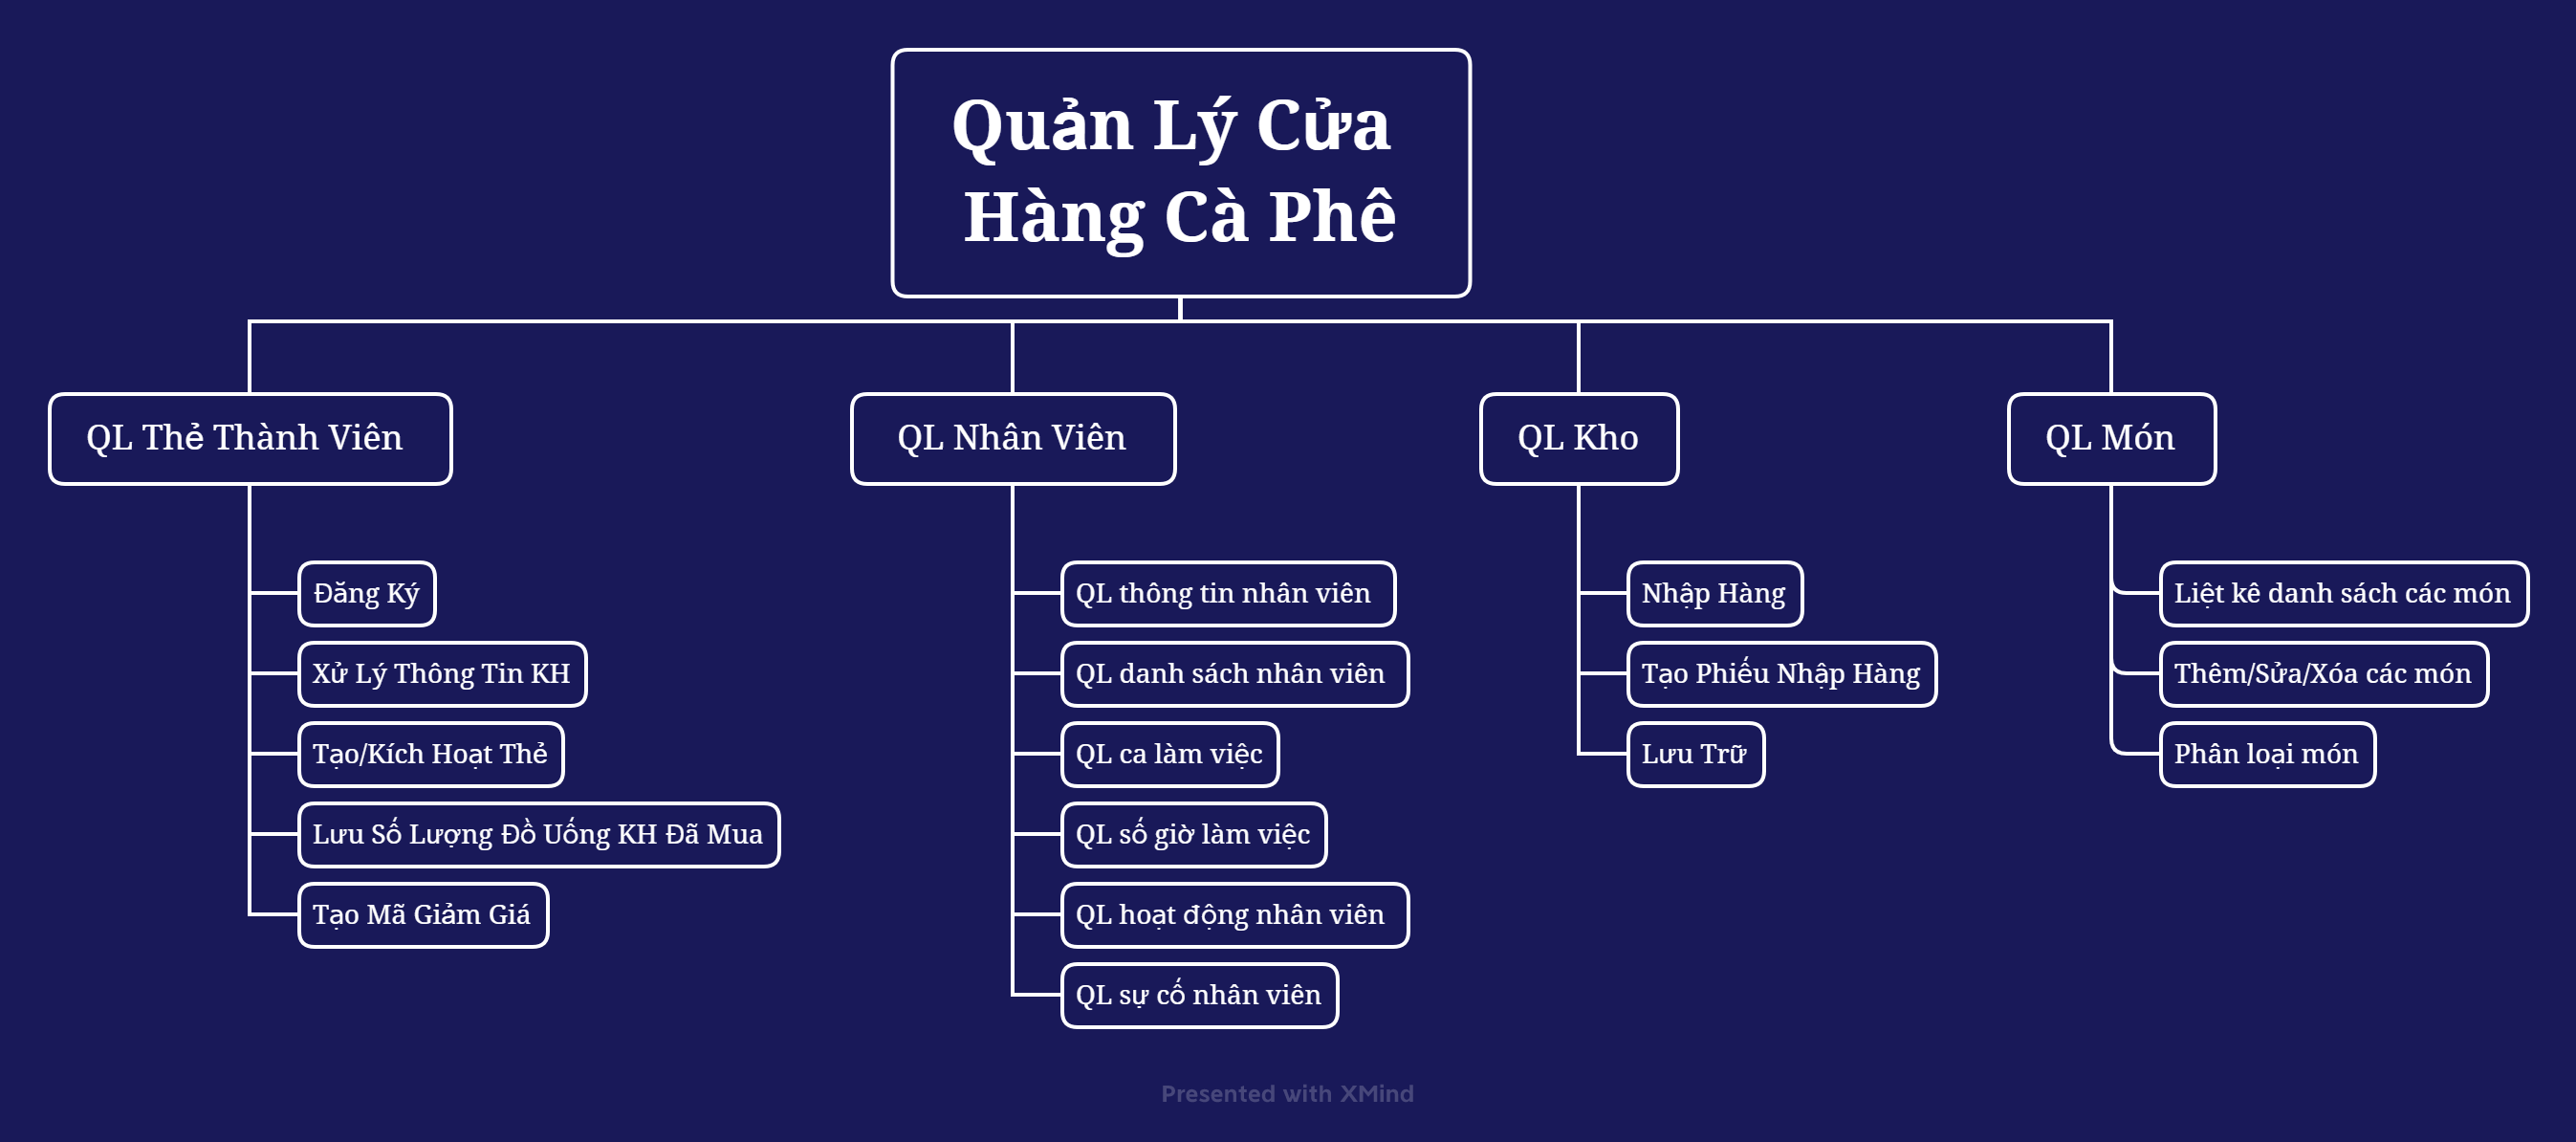 Quản Lý Cửa
Hàng Cà Phê
QL Thẻ Thành Viên
Đăng Ký
Xử Lý Thông Tin KH
Tạo/Kích Hoạt Thẻ
Lưu Số Lượng Đồ Uống KH Đã Mua
Tạo Mã Giảm Giá
QL Nhân Viên
QL thông tin nhân viên
QL danh sách nhân viên
QL ca làm việc
QL số giờ làm việc
QL hoạt động nhân viên
QL sự cố nhân viên
QL Kho
Nhập Hàng
Tạo Phiếu Nhập Hàng
Lưu Trữ
QL Món
Liệt kê danh sách các món
Thêm/Sửa/Xóa các món
Phân loại món
Presented with XMind